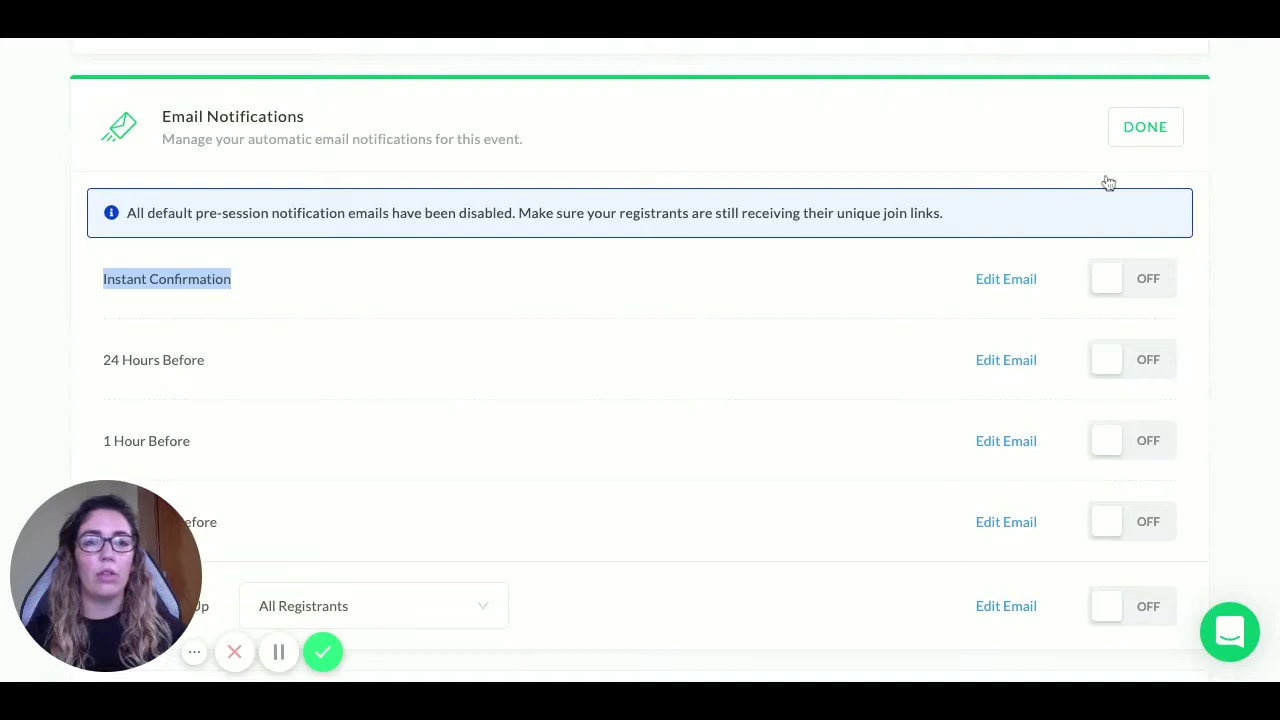 Email Notifications
Manage your automatic email notifications for this event.
DONE
All default pre-session notification emails have been disabled. Make sure your registrants are still receiving their unique join links.
Instant Confirmation Edit Email OFF
24 Hours Before Edit Email OFF
1 Hour Before Edit Email OFF
Edit Email OFF
All Registrants Edit Email OFF